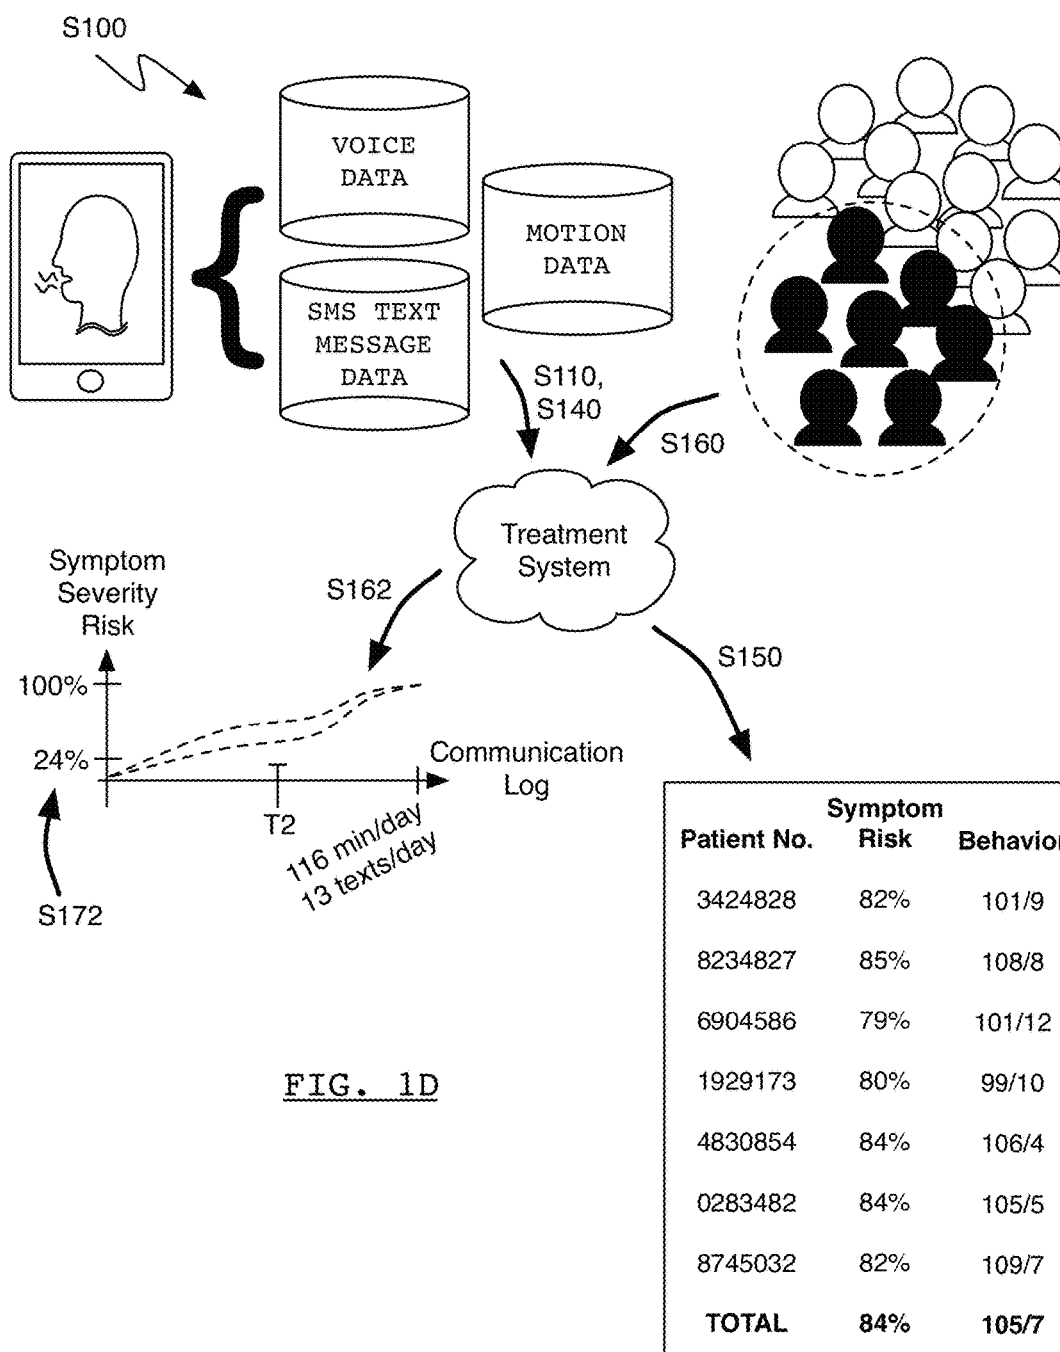 S100
VOICE
DATA
MOTION
DATA
SMS TEXT
MESSAGE
DATA
S110,
S140
S160
Treatment
System
S162
S150
Symptom
Severity
Risk
100%
24%
Communication
Log
T2
116 min/day
13 texts/day
S172
Patient No. Symptom Risk Behavior
3424828 82% 101/9
8234827 85% 108/8
6904586 79% 101/12
1929173 80% 99/10
4830854 84% 106/4
0283482 84% 105/5
8745032 82% 109/7
TOTAL 84% 105/7
FIG. 1D